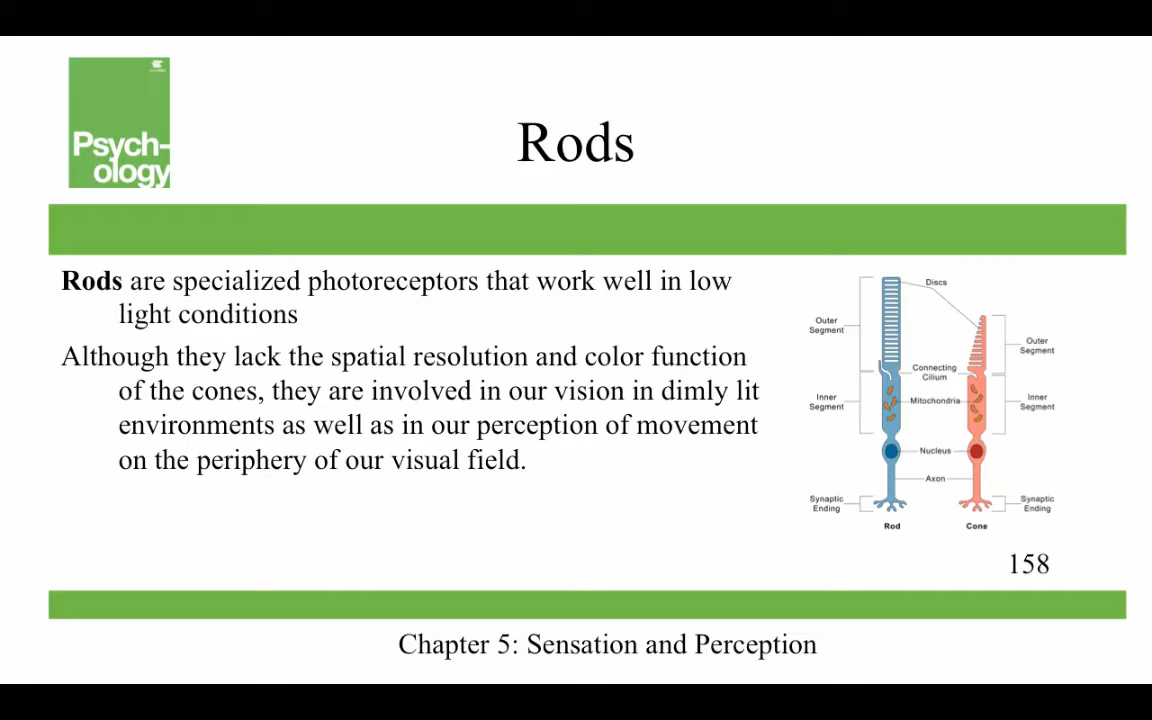 Psych-
ology
Rods
Rods are specialized photoreceptors that work well in low
light conditions
Although they lack the spatial resolution and color function
of the cones, they are involved in our vision in dimly lit
environments as well as in our perception of movement
on the periphery of our visual field.
Discs
Outer
Segment
Outer
Segment
Connecting
Cilium
Inner
Segment
Mitochondria
Inner
Segment
Nucleus
Axon
Synaptic
Ending
Synaptic
Ending
Rod
Cone
158
Chapter 5: Sensation and Perception